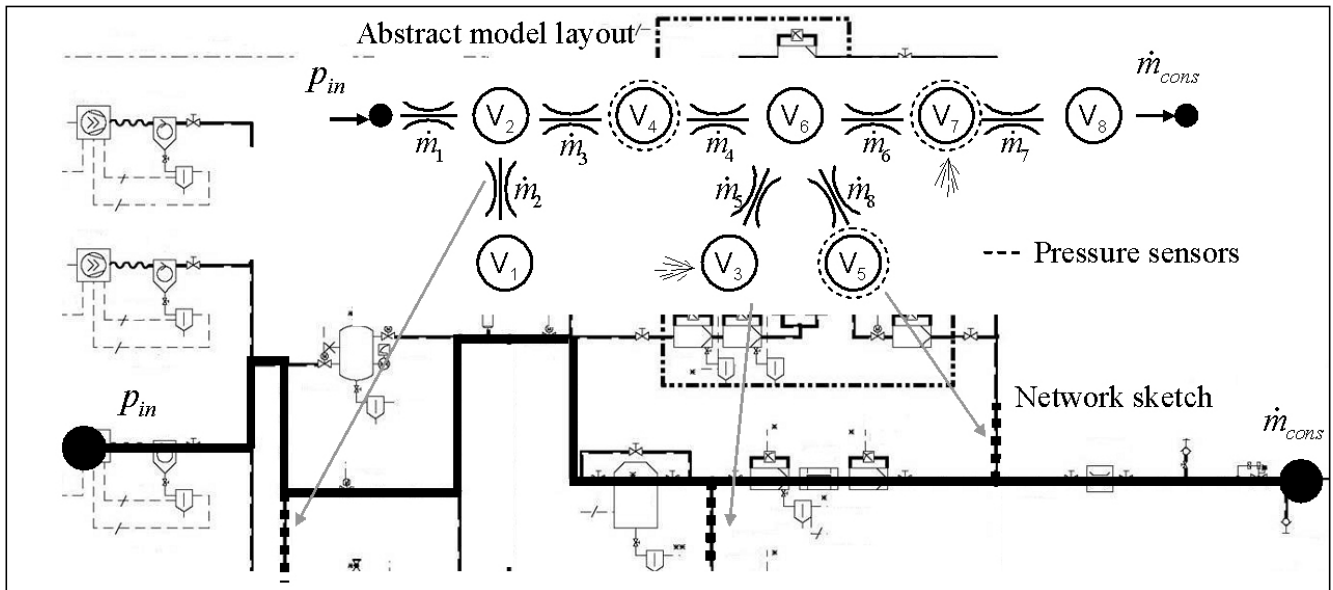 Abstract model layout
p_in ṁ_cons
V2 V4 V6 V7 V8
ṁ1 ṁ3 ṁ4 ṁ6 ṁ7
ṁ2 ṁ5 ṁ8
V1 V3 V5
Pressure sensors
Network sketch
p_in ṁ_cons